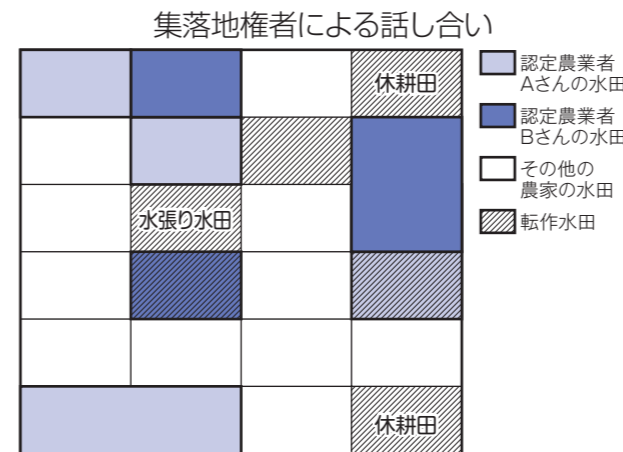 集落地権者による話し合い
休耕田
水張り水田
休耕田
認定農業者
Aさんの水田
認定農業者
Bさんの水田
その他の
農家の水田
転作水田